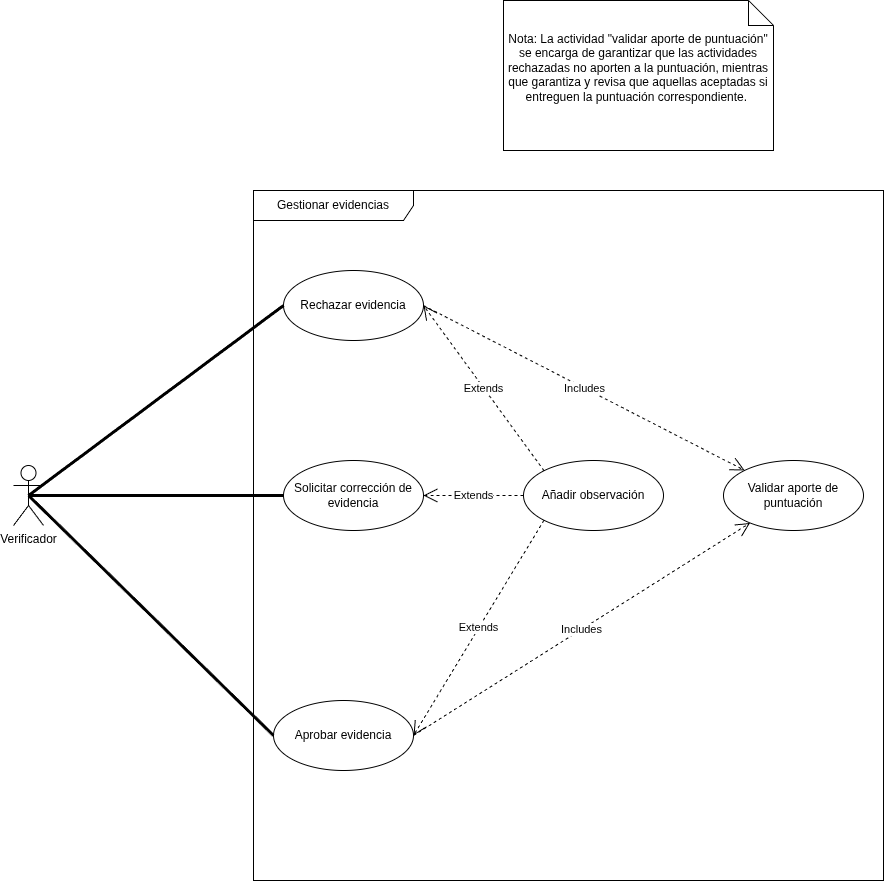 Nota: La actividad "validar aporte de puntuación"
se encarga de garantizar que las actividades
rechazadas no aporten a la puntuación, mientras
que garantiza y revisa que aquellas aceptadas si
entreguen la puntuación correspondiente.
Gestionar evidencias
Rechazar evidencia
Extends
Includes
Solicitar corrección de
evidencia
Extends
Añadir observación
Validar aporte de
puntuación
Verificador
Extends
Includes
Aprobar evidencia